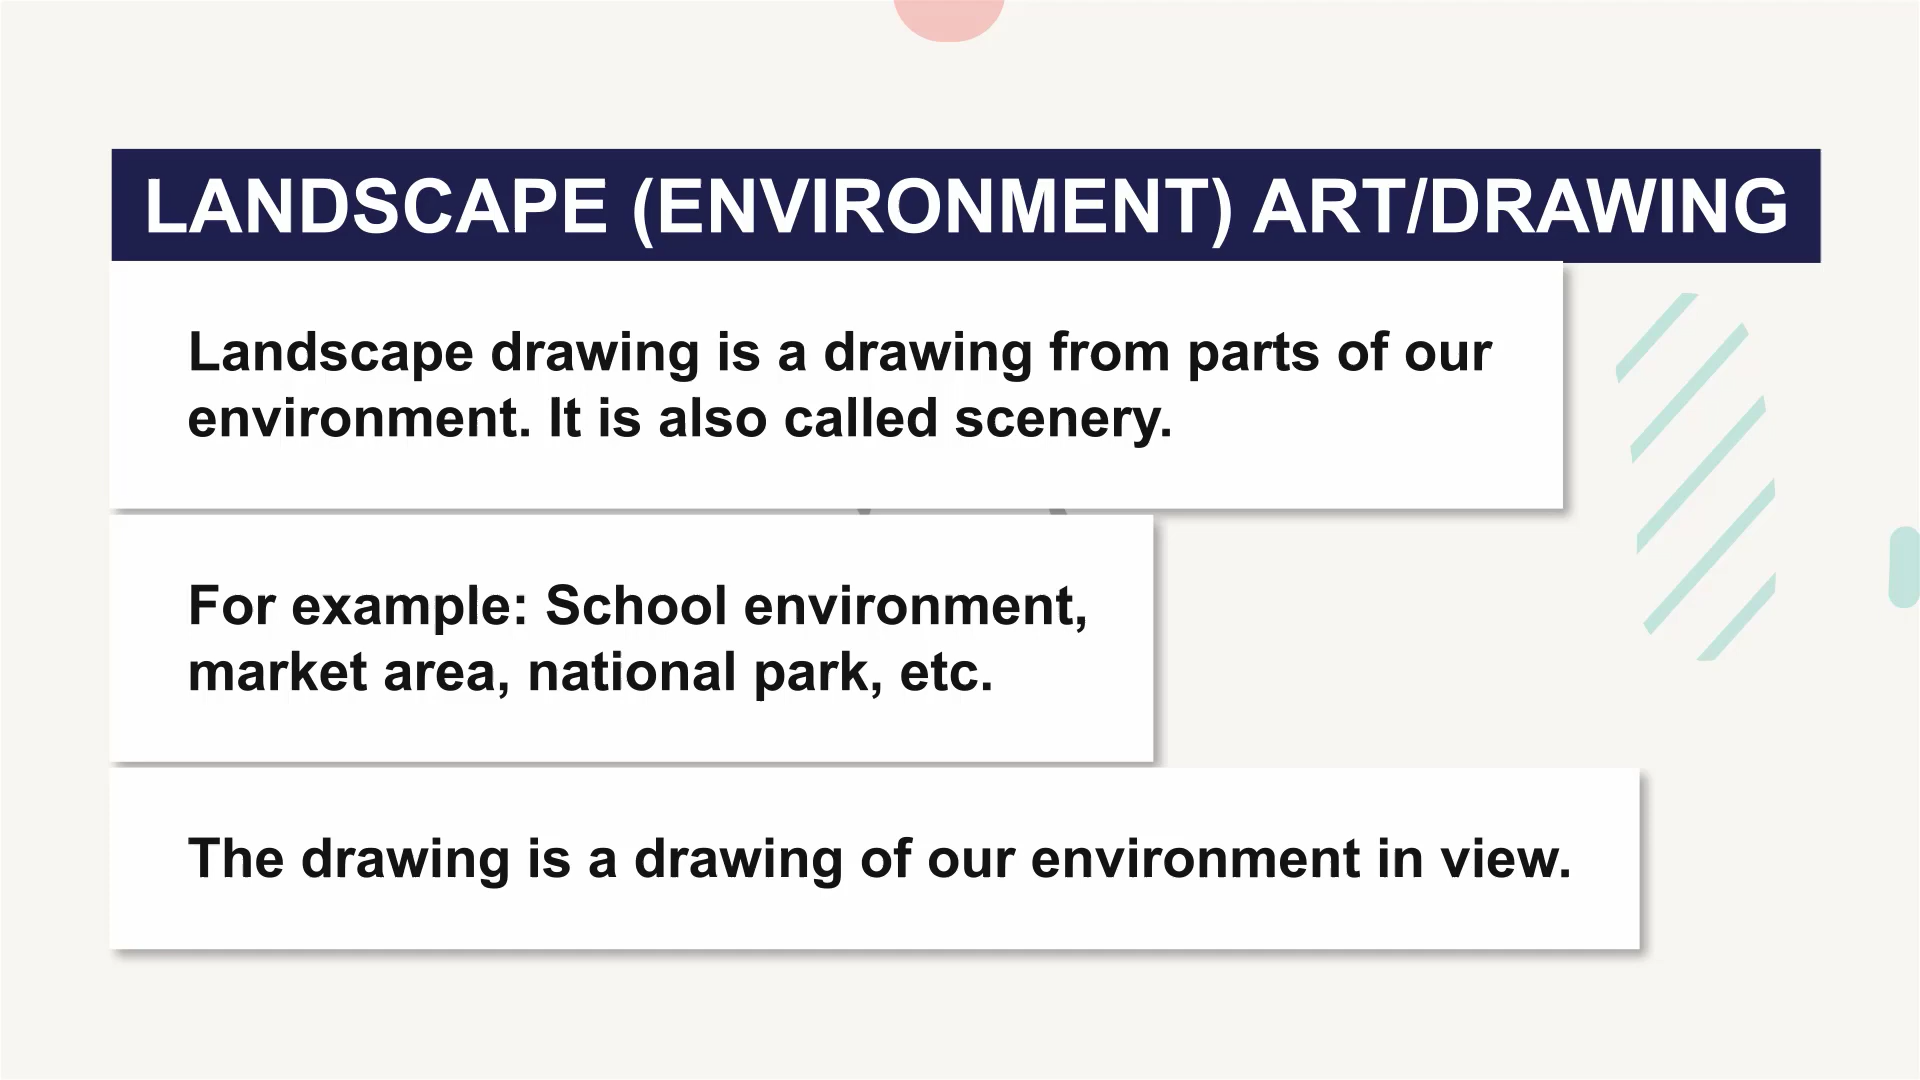 LANDSCAPE (ENVIRONMENT) ART/DRAWING
Landscape drawing is a drawing from parts of our
environment. It is also called scenery.
For example: School environment,
market area, national park, etc.
The drawing is a drawing of our environment in view.